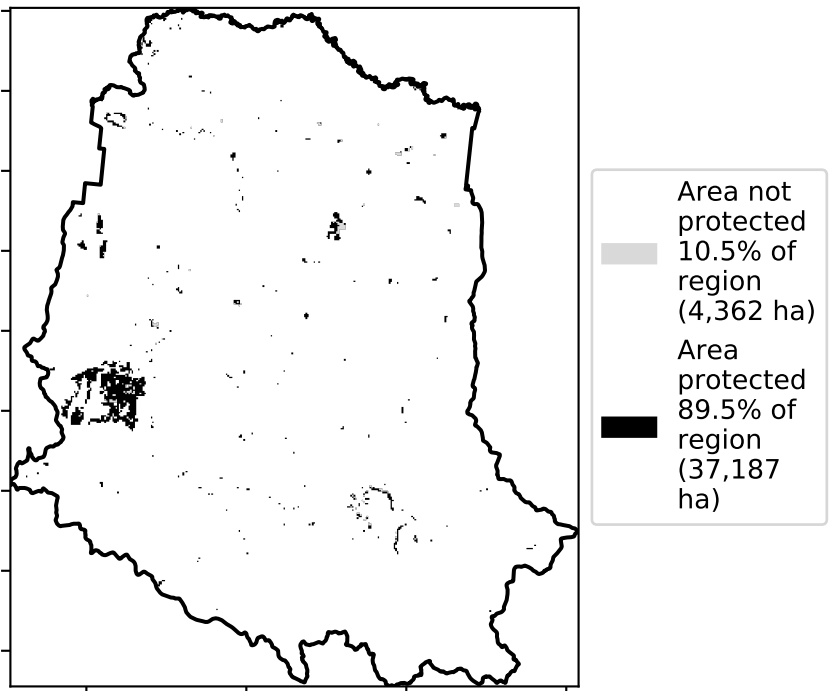 Area not
protected
10.5% of
region
(4,362 ha)
Area
protected
89.5% of
region
(37,187
ha)